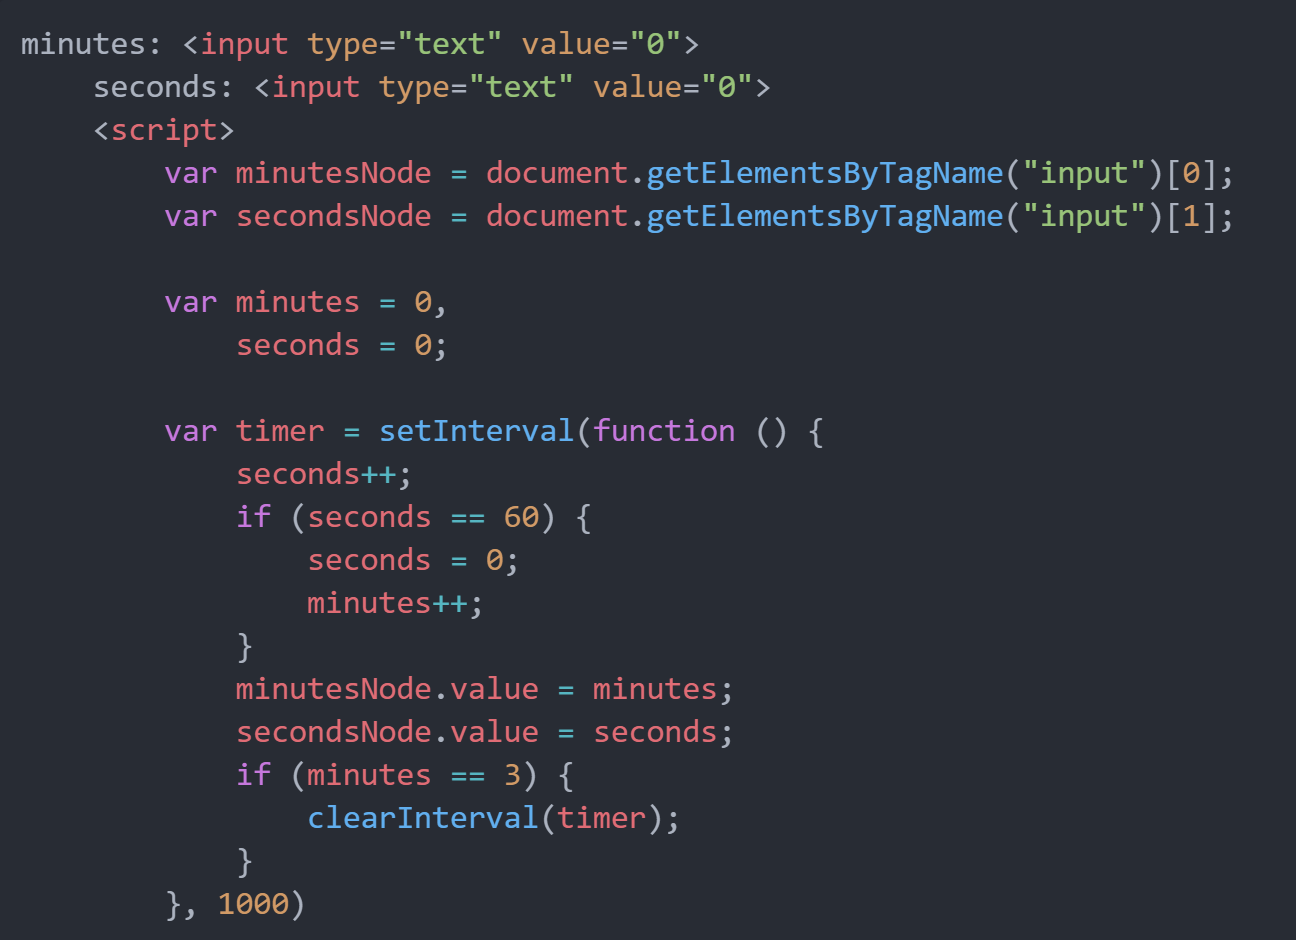 minutes: <input type="text" value="0">
    seconds: <input type="text" value="0">
    <script>
        var minutesNode = document.getElementsByTagName("input")[0];
        var secondsNode = document.getElementsByTagName("input")[1];

        var minutes = 0,
            seconds = 0;

        var timer = setInterval(function () {
            seconds++;
            if (seconds == 60) {
                seconds = 0;
                minutes++;
            }
            minutesNode.value = minutes;
            secondsNode.value = seconds;
            if (minutes == 3) {
                clearInterval(timer);
            }
        }, 1000)